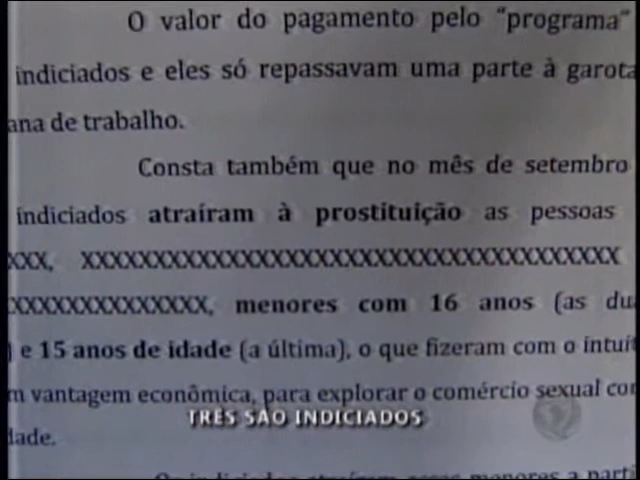 O valor do pagamento pelo "programa"
indiciados e eles só repassavam uma parte à garota
ana de trabalho.
Consta também que no mês de setembro
indiciados atraíram à prostituição as pessoas
XXX, XXXXXXXXXXXXXXXXXXXXXXXXXXXXXXXXXXXXXX
XXXXXXXXXXXXXXX, menores com 16 anos (as du
) e 15 anos de idade (a última), o que fizeram com o intuit
m vantagem econômica, para explorar o comércio sexual con
TRÊS SÃO INDICIADOS
dade.